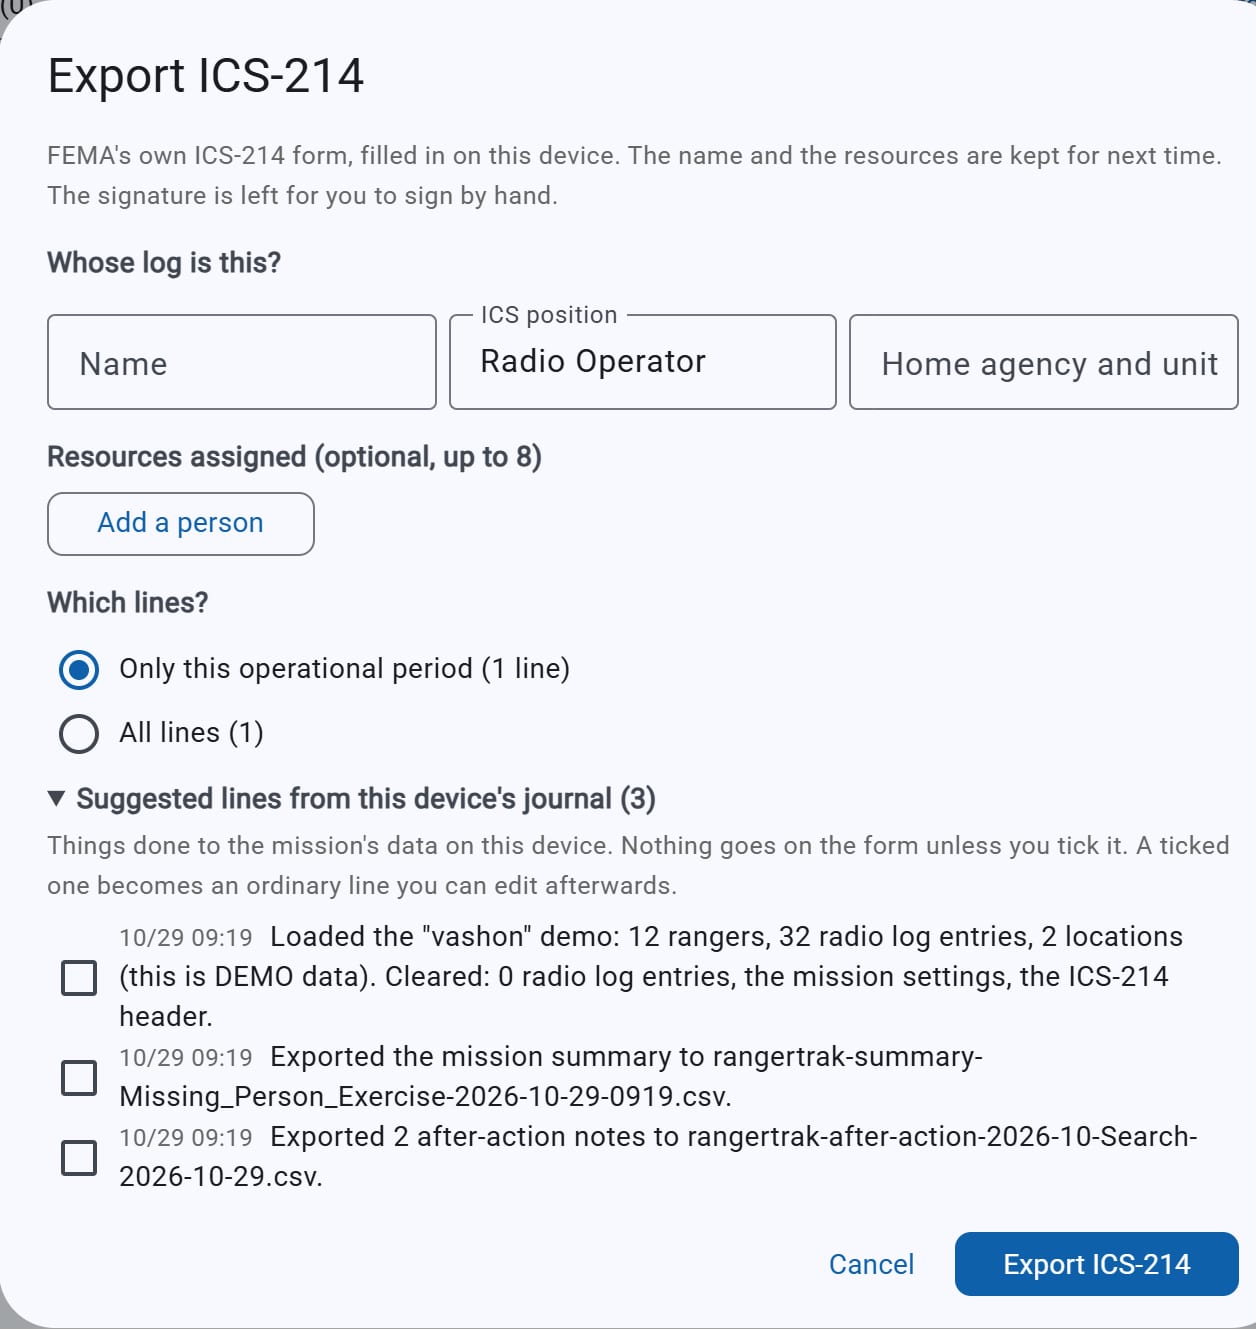 Export ICS-214
FEMA's own ICS-214 form, filled in on this device. The name and the resources are kept for next time.
The signature is left for you to sign by hand.
Whose log is this?
Name
ICS position
Radio Operator
Home agency and unit
Resources assigned (optional, up to 8)
Add a person
Which lines?
Only this operational period (1 line)
All lines (1)
▼ Suggested lines from this device's journal (3)
Things done to the mission's data on this device. Nothing goes on the form unless you tick it. A ticked
one becomes an ordinary line you can edit afterwards.
10/29 09:19 Loaded the "vashon" demo: 12 rangers, 32 radio log entries, 2 locations
(this is DEMO data). Cleared: 0 radio log entries, the mission settings, the ICS-214
header.
10/29 09:19 Exported the mission summary to rangertrak-summary-
Missing_Person_Exercise-2026-10-29-0919.csv.
10/29 09:19 Exported 2 after-action notes to rangertrak-after-action-2026-10-Search-
2026-10-29.csv.
Cancel
Export ICS-214